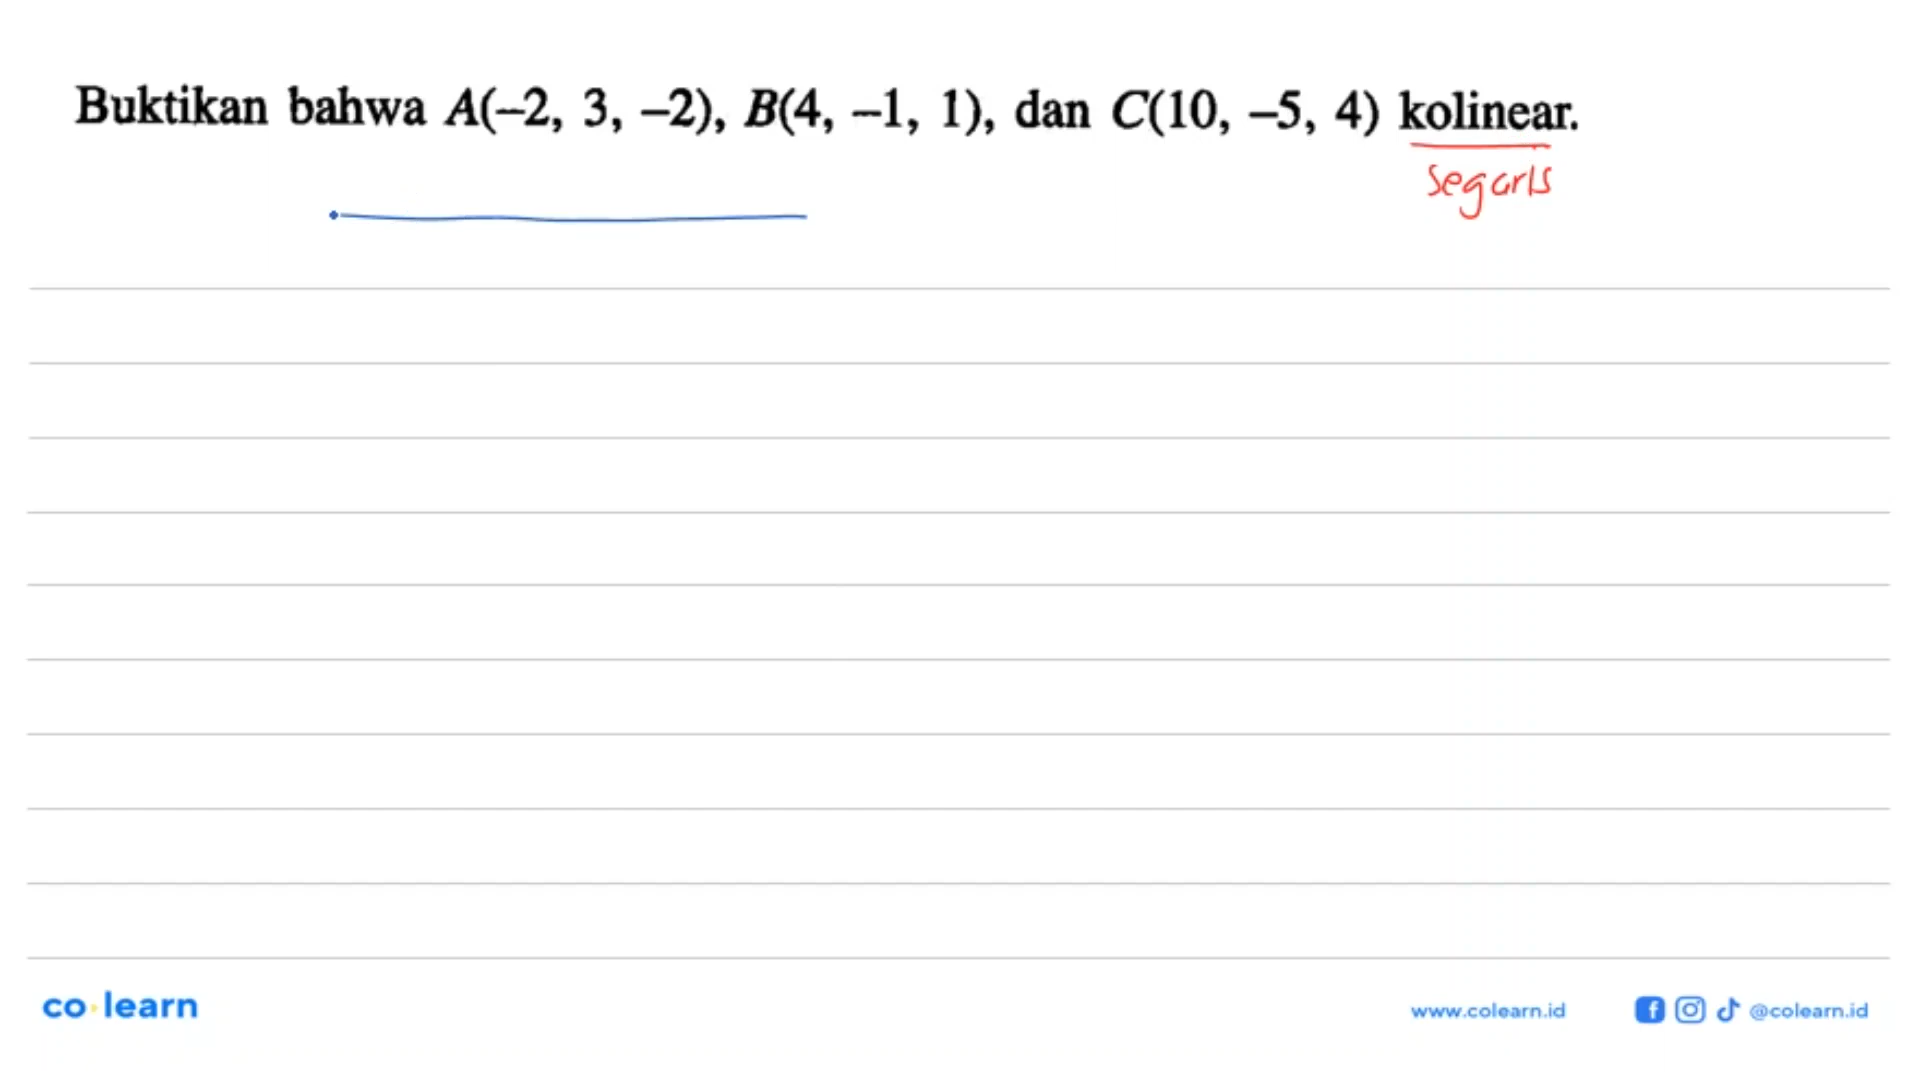 Buktikan bahwa A(–2, 3, –2), B(4, –1, 1), dan C(10, –5, 4) kolinear.
segaris
co learn
www.colearn.id @colearn.id